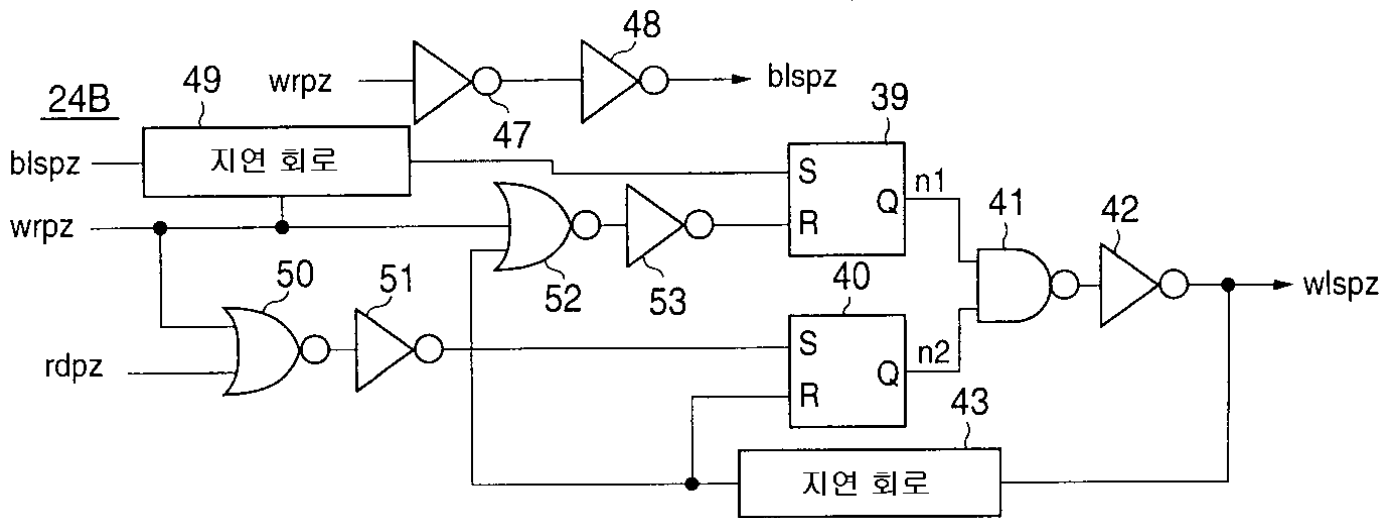 48
wrpz
blspz
24B
49
47
39
blspz
지연 회로
S
n1
Q
41
42
wrpz
R
50
51
52
53
40
wlspz
S
n2
rdpz
Q
R
43
지연 회로